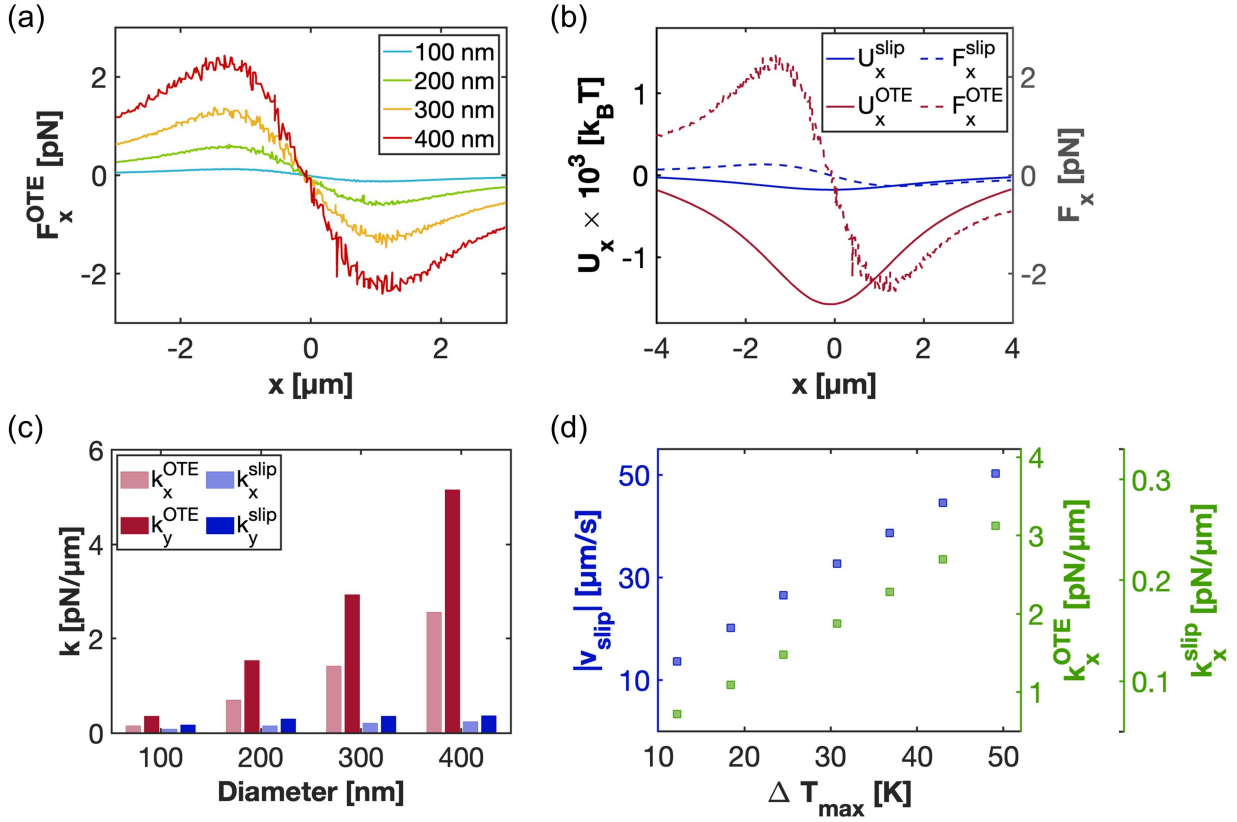 (a)
2
0
-2
F_x^OTE [pN]
100 nm
200 nm
300 nm
400 nm
-2 0 2
x [µm]
(b)
1
0
-1
U_x × 10³ [k_BT]
U_x^slip F_x^slip
U_x^OTE F_x^OTE
2
0
-2
F_x [pN]
-4 -2 0 2 4
x [µm]
(c)
6
4
2
0
k [pN/µm]
k_x^OTE k_x^slip
k_y^OTE k_y^slip
100 200 300 400
Diameter [nm]
(d)
50
30
10
|v_slip| [µm/s]
4
3
2
1
k_x^OTE [pN/µm]
0.3
0.2
0.1
k_x^slip [pN/µm]
10 20 30 40 50
Δ T_max [K]